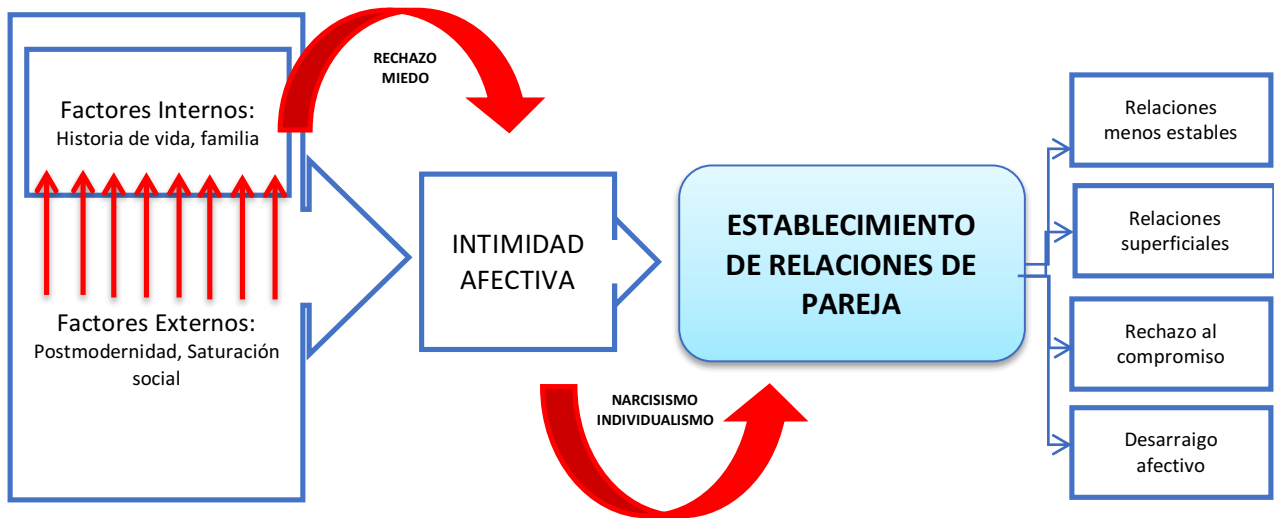 Factores Internos:
Historia de vida, familia
Factores Externos:
Postmodernidad, Saturación
social
RECHAZO
MIEDO
INTIMIDAD
AFECTIVA
NARCISISMO
INDIVIDUALISMO
ESTABLECIMIENTO
DE RELACIONES DE
PAREJA
Relaciones
menos estables
Relaciones
superficiales
Rechazo al
compromiso
Desarraigo
afectivo